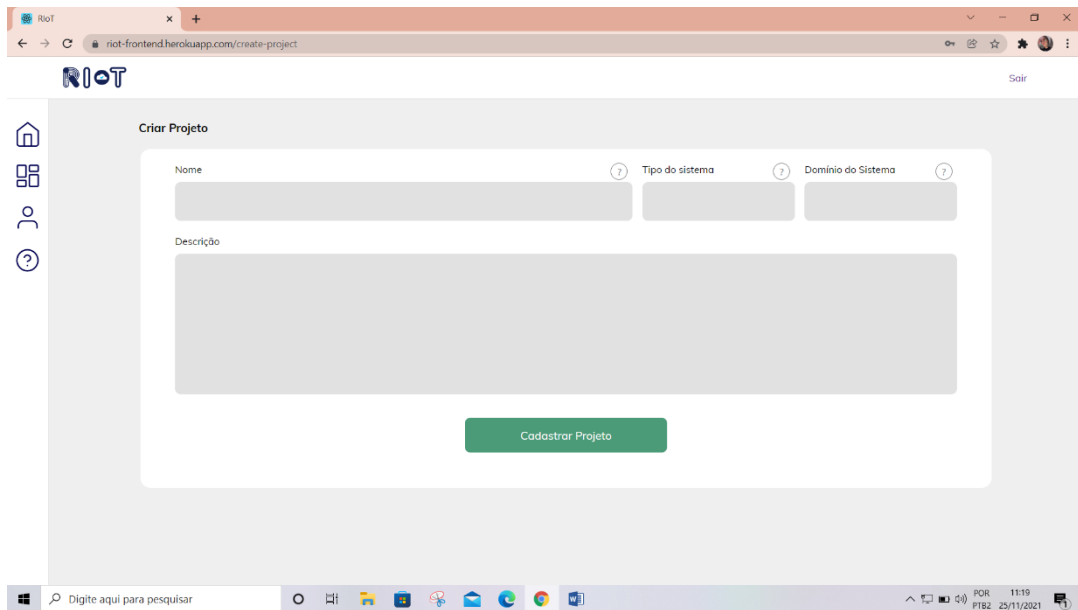 RIoT
riot-frontend.herokuapp.com/create-project
RIOT
Sair
Criar Projeto
Nome ? Tipo do sistema ? Domínio do Sistema ?
Descrição
?
Cadastrar Projeto
Digite aqui para pesquisar
POR 11:19
PTB2 25/11/2021
1